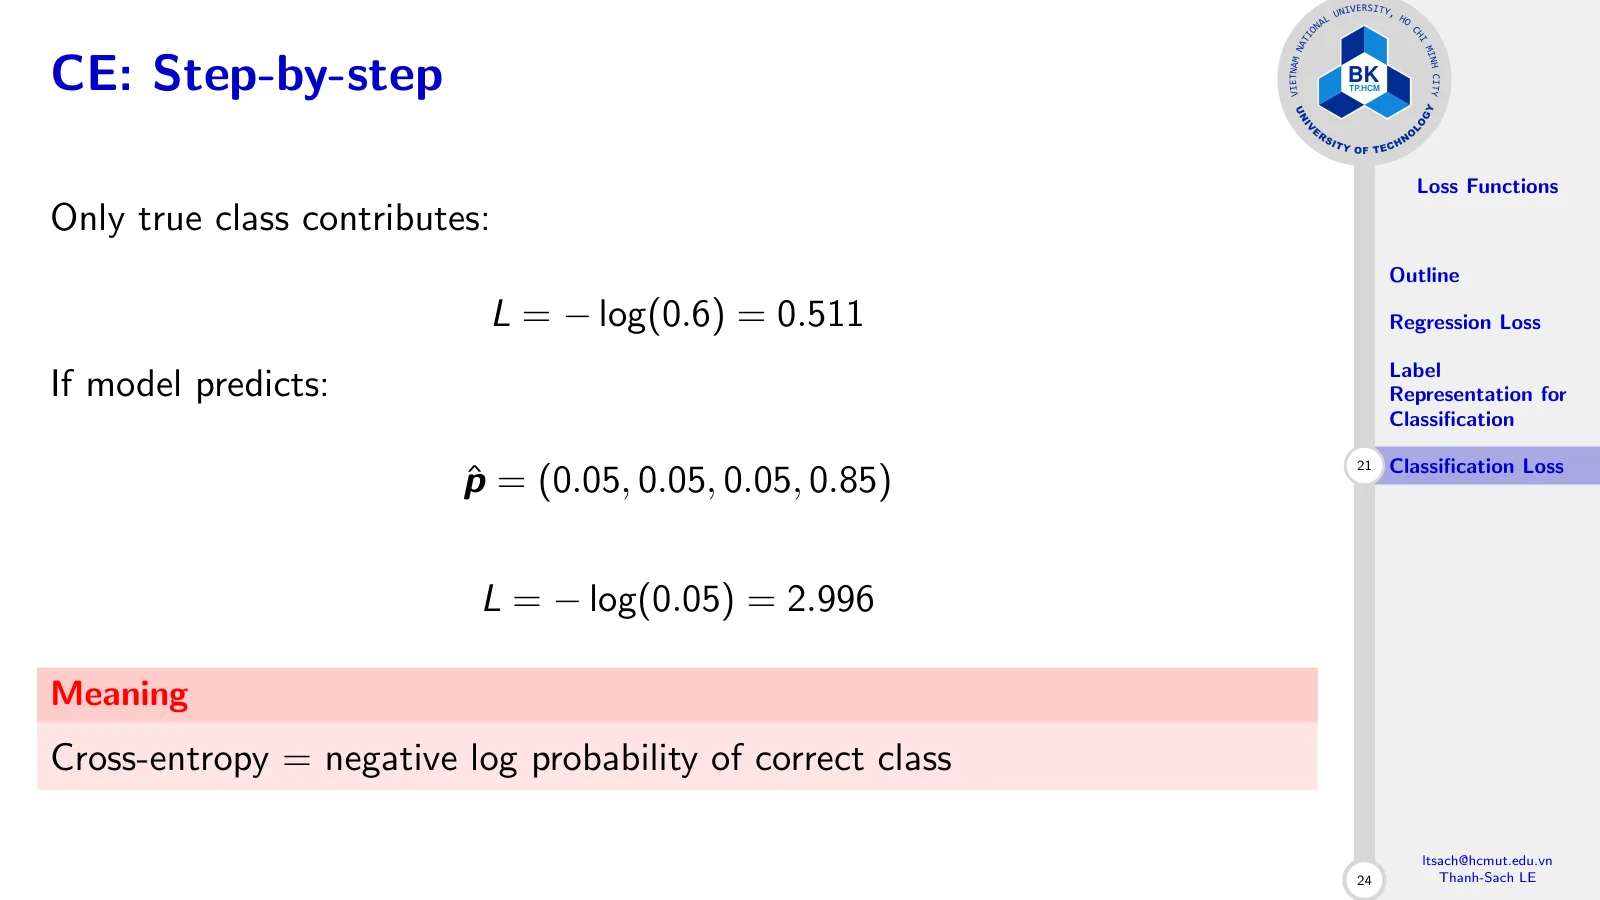 CE: Step-by-step
Only true class contributes:
L = − log(0.6) = 0.511
If model predicts:
p̂ = (0.05, 0.05, 0.05, 0.85)
L = − log(0.05) = 2.996
Meaning
Cross-entropy = negative log probability of correct class
VIETNAM NATIONAL UNIVERSITY, HO CHI MINH CITY
BK
TP.HCM
UNIVERSITY OF TECHNOLOGY
Loss Functions
Outline
Regression Loss
Label
Representation for
Classification
21 Classification Loss
24
ltsach@hcmut.edu.vn
Thanh-Sach LE